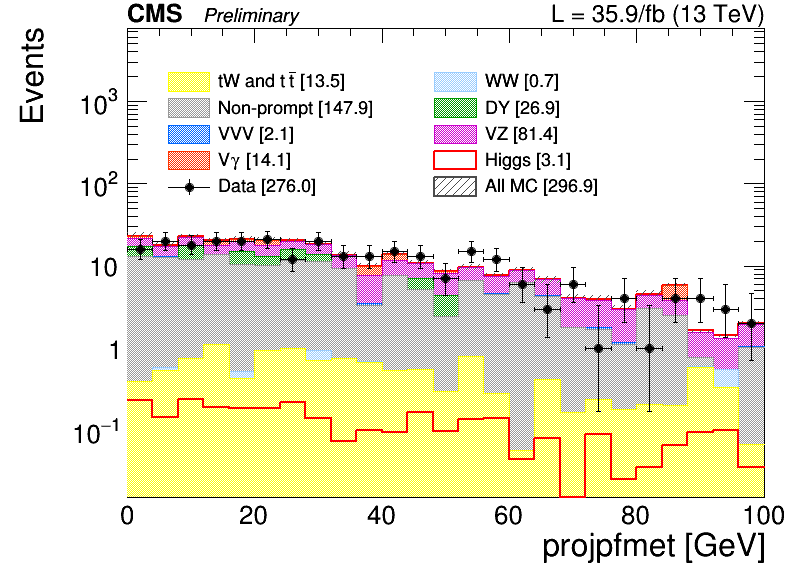 CMS Preliminary L = 35.9/fb (13 TeV)
Events
tW and tt̅ [13.5]
Non-prompt [147.9]
VVV [2.1]
Vγ [14.1]
Data [276.0]
WW [0.7]
DY [26.9]
VZ [81.4]
Higgs [3.1]
All MC [296.9]
10³
10²
10
1
10⁻¹
0 20 40 60 80 100
projpfmet [GeV]